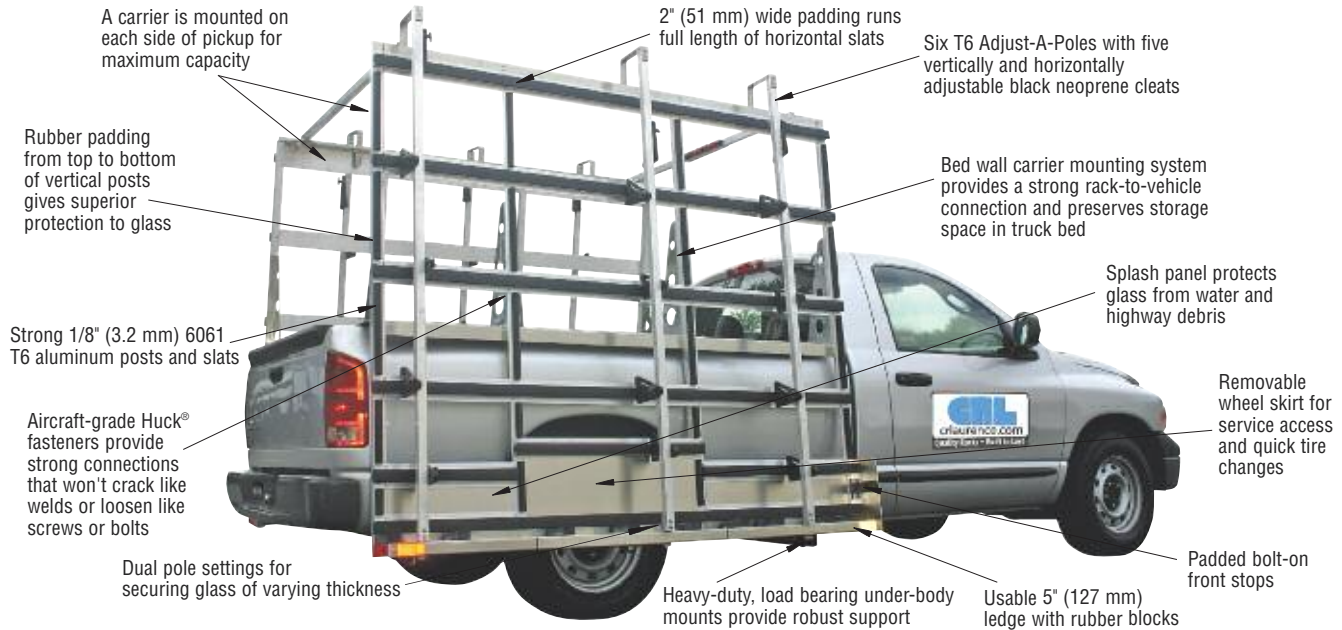 A carrier is mounted on
each side of pickup for
maximum capacity
2" (51 mm) wide padding runs
full length of horizontal slats
Six T6 Adjust-A-Poles with five
vertically and horizontally
adjustable black neoprene cleats
Rubber padding
from top to bottom
of vertical posts
gives superior
protection to glass
Bed wall carrier mounting system
provides a strong rack-to-vehicle
connection and preserves storage
space in truck bed
Splash panel protects
glass from water and
highway debris
Strong 1/8" (3.2 mm) 6061
T6 aluminum posts and slats
Removable
wheel skirt for
service access
and quick tire
changes
CRL
crlaurence.com
Aircraft-grade Huck®
fasteners provide
strong connections
that won't crack like
welds or loosen like
screws or bolts
Padded bolt-on
front stops
Dual pole settings for
securing glass of varying thickness
Heavy-duty, load bearing under-body
mounts provide robust support
Usable 5" (127 mm)
ledge with rubber blocks